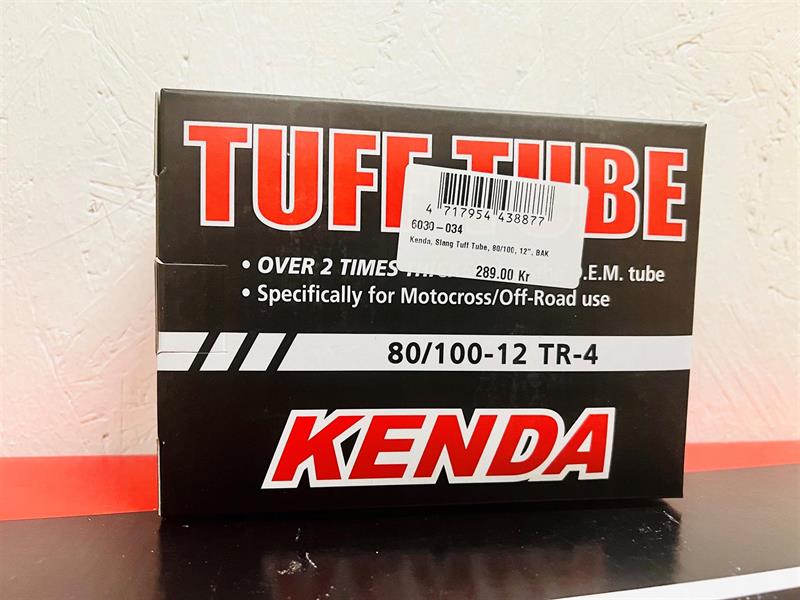 TUFF TUBE
4 717954 438877
6030-034
Kenda, Slang Tuff Tube, 80/100, 12", BAK
289.00 Kr
• OVER 2 TIMES .E.M. tube
• Specifically for Motocross/Off-Road use
80/100-12 TR-4
KENDA